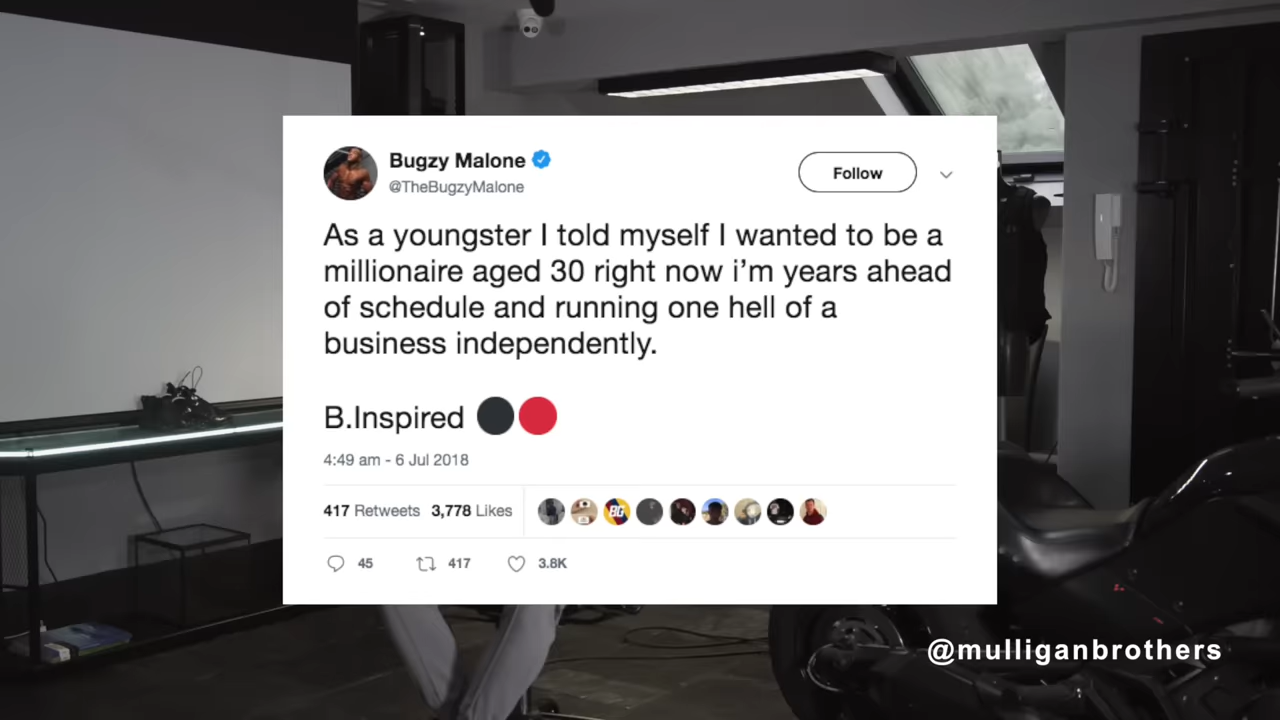 Bugzy Malone
@TheBugzyMalone
Follow
As a youngster I told myself I wanted to be a
millionaire aged 30 right now i’m years ahead
of schedule and running one hell of a
business independently.
B.Inspired
4:49 am - 6 Jul 2018
417 Retweets 3,778 Likes
BG
45 417 3.8K
@mulliganbrothers